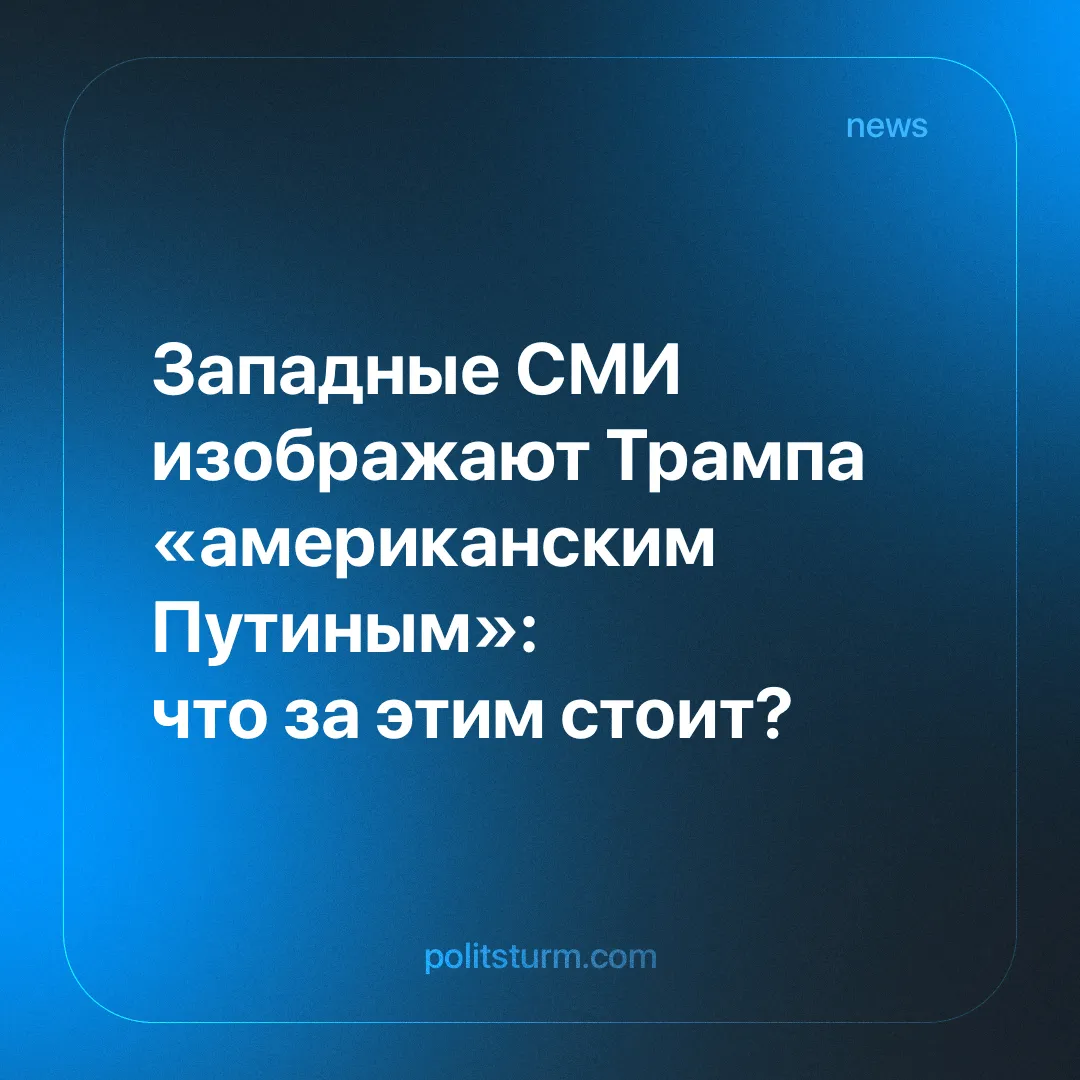 news
Западные СМИ
изображают Трампа
«американским
Путиным»:
что за этим стоит?
politsturm.com